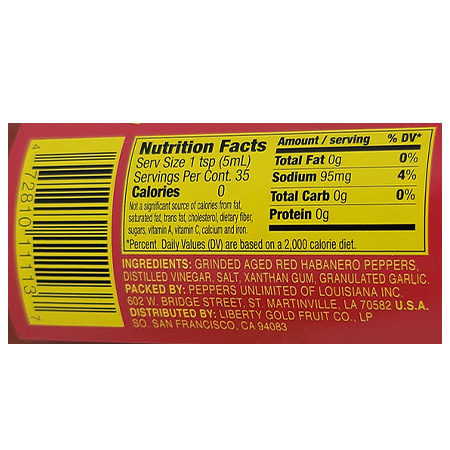 Nutrition Facts
Serv Size 1 tsp (5mL)
Servings Per Cont. 35
Calories 0
Not a significant source of calories from fat,
saturated fat, trans fat, cholesterol, dietary fiber,
sugars, vitamin A, vitamin C, calcium and iron.
Amount / serving % DV*
Total Fat 0g 0%
Sodium 95mg 4%
Total Carb 0g 0%
Protein 0g
*Percent Daily Values (DV) are based on a 2,000 calorie diet.
INGREDIENTS: GRINDED AGED RED HABANERO PEPPERS,
DISTILLED VINEGAR, SALT, XANTHAN GUM, GRANULATED GARLIC.
PACKED BY: PEPPERS UNLIMITED OF LOUISIANA INC.
602 W. BRIDGE STREET, ST. MARTINVILLE, LA 70582 U.S.A.
DISTRIBUTED BY: LIBERTY GOLD FRUIT CO., LP
SO. SAN FRANCISCO, CA 94083